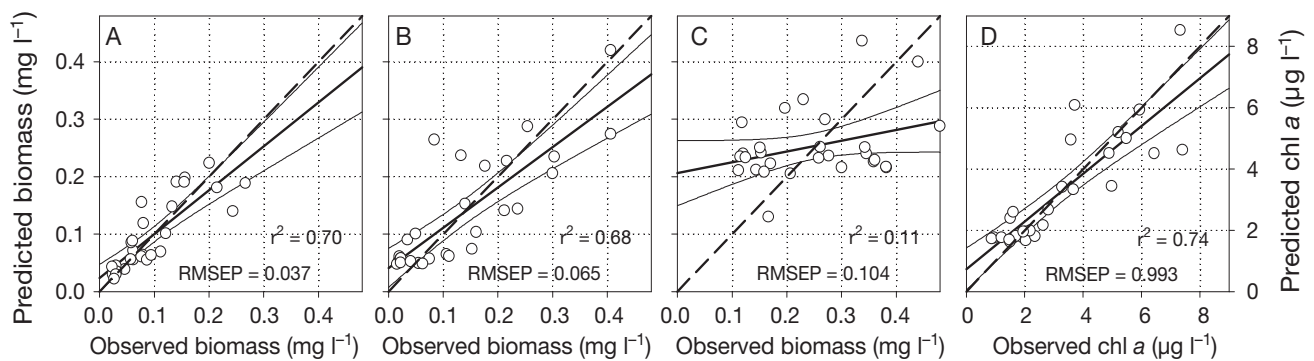 A
B
C
D
Predicted biomass (mg l⁻¹)
Predicted chl a (µg l⁻¹)
0.4
0.3
0.2
0.1
0.0
8
6
4
2
0
r² = 0.70
RMSEP = 0.037
r² = 0.68
RMSEP = 0.065
r² = 0.11
RMSEP = 0.104
r² = 0.74
RMSEP = 0.993
0.0 0.1 0.2 0.3 0.4
0.0 0.1 0.2 0.3 0.4
0.0 0.1 0.2 0.3 0.4
0 2 4 6 8
Observed biomass (mg l⁻¹)
Observed biomass (mg l⁻¹)
Observed biomass (mg l⁻¹)
Observed chl a (µg l⁻¹)